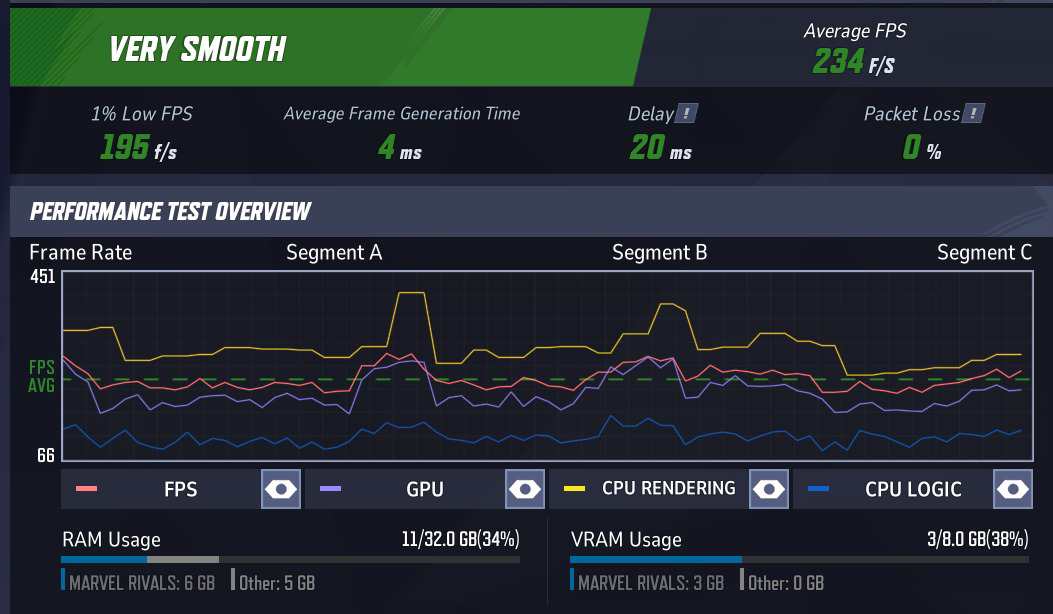 VERY SMOOTH
Average FPS
234 F/S
1% Low FPS
Average Frame Generation Time
Delay !
Packet Loss !
195 f/s
4 ms
20 ms
0 %
PERFORMANCE TEST OVERVIEW
Frame Rate
Segment A
Segment B
Segment C
451
FPS
AVG
66
FPS
GPU
CPU RENDERING
CPU LOGIC
RAM Usage
11/32.0 GB(34%)
VRAM Usage
3/8.0 GB(38%)
MARVEL RIVALS: 6 GB
Other: 5 GB
MARVEL RIVALS: 3 GB
Other: 0 GB